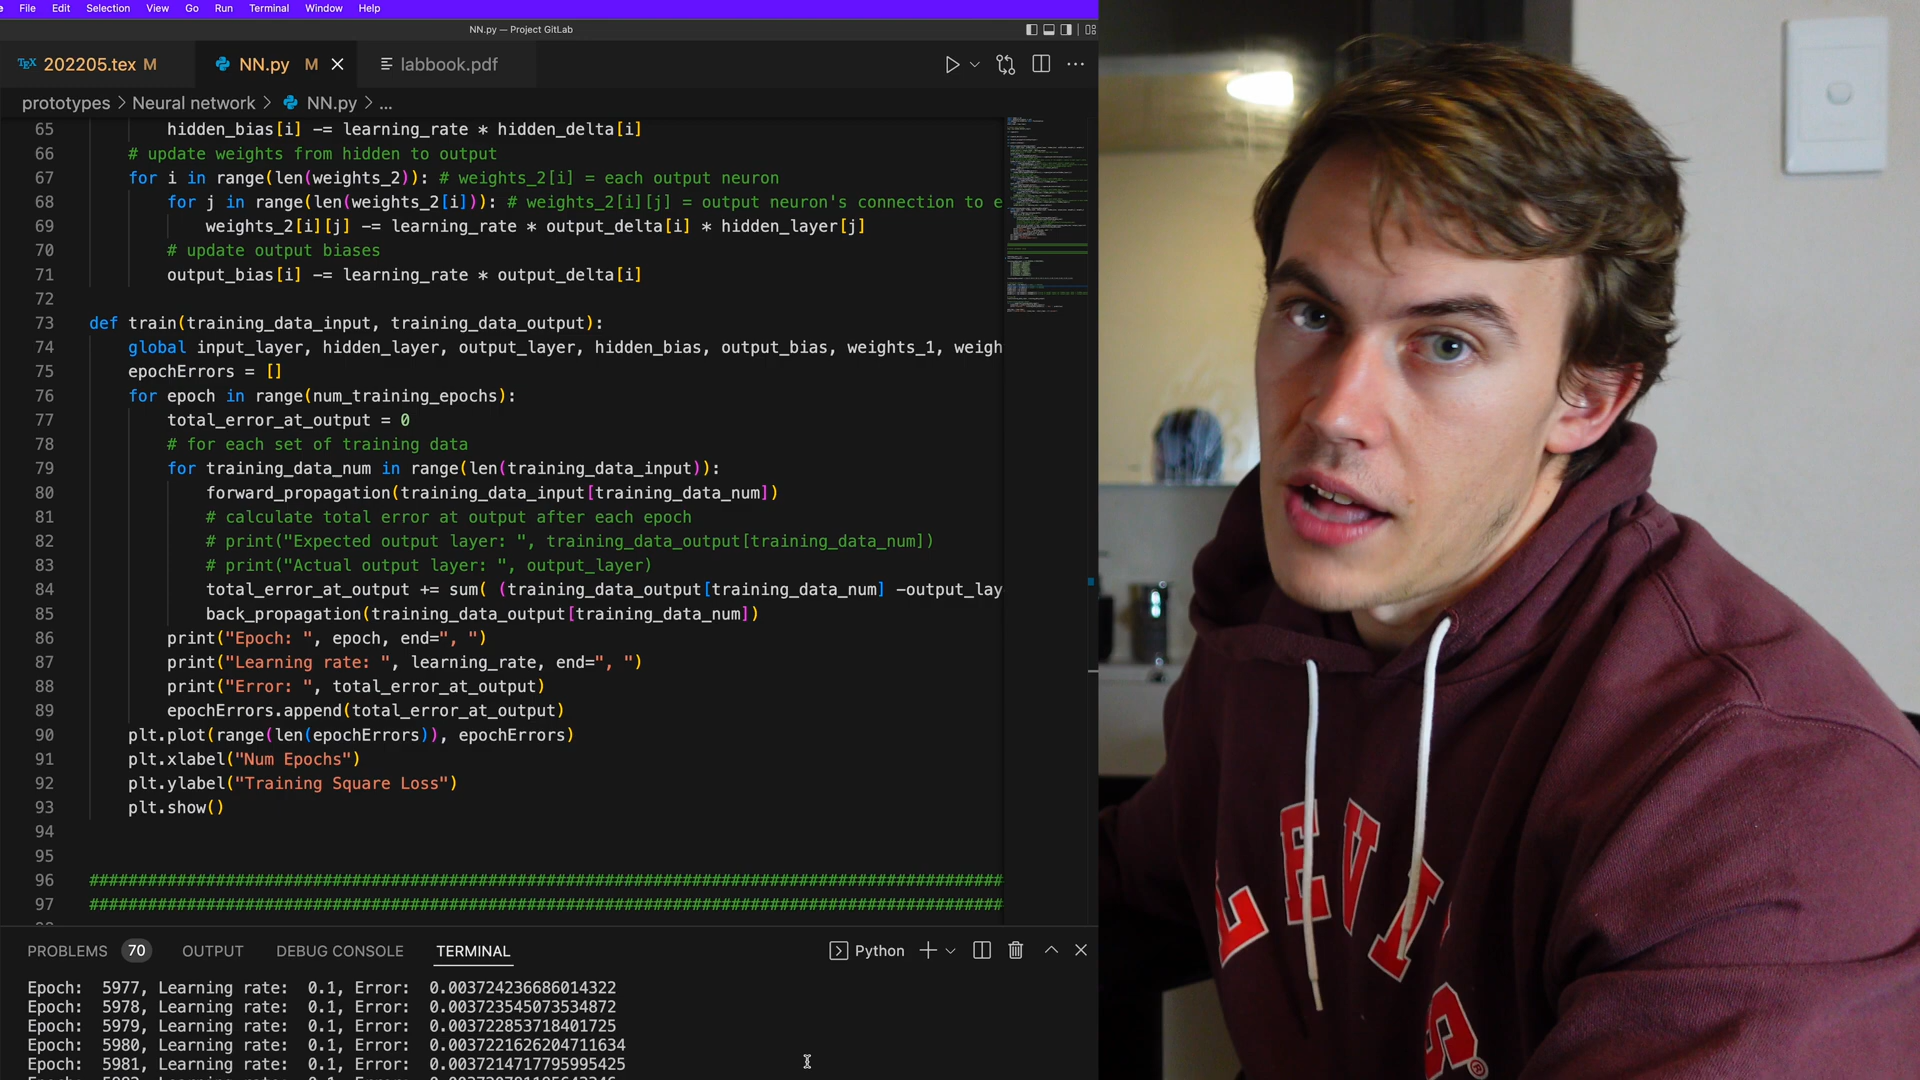 File Edit Selection View Go Run Terminal Window Help
NN.py — Project GitLab
TEX 202205.tex M NN.py M labbook.pdf
prototypes > Neural network > NN.py > ...
65 hidden_bias[i] -= learning_rate * hidden_delta[i]
66 # update weights from hidden to output
67 for i in range(len(weights_2)): # weights_2[i] = each output neuron
68 for j in range(len(weights_2[i])): # weights_2[i][j] = output neuron's connection to e
69 weights_2[i][j] -= learning_rate * output_delta[i] * hidden_layer[j]
70 # update output biases
71 output_bias[i] -= learning_rate * output_delta[i]
72
73 def train(training_data_input, training_data_output):
74 global input_layer, hidden_layer, output_layer, hidden_bias, output_bias, weights_1, weigh
75 epochErrors = []
76 for epoch in range(num_training_epochs):
77 total_error_at_output = 0
78 # for each set of training data
79 for training_data_num in range(len(training_data_input)):
80 forward_propagation(training_data_input[training_data_num])
81 # calculate total error at output after each epoch
82 # print("Expected output layer: ", training_data_output[training_data_num])
83 # print("Actual output layer: ", output_layer)
84 total_error_at_output += sum( (training_data_output[training_data_num] -output_lay
85 back_propagation(training_data_output[training_data_num])
86 print("Epoch: ", epoch, end=", ")
87 print("Learning rate: ", learning_rate, end=", ")
88 print("Error: ", total_error_at_output)
89 epochErrors.append(total_error_at_output)
90 plt.plot(range(len(epochErrors)), epochErrors)
91 plt.xlabel("Num Epochs")
92 plt.ylabel("Training Square Loss")
93 plt.show()
94
95
96 ##############################################################################################
97 ##############################################################################################
PROBLEMS 70 OUTPUT DEBUG CONSOLE TERMINAL Python
Epoch: 5977, Learning rate: 0.1, Error: 0.003724236686014322
Epoch: 5978, Learning rate: 0.1, Error: 0.003723545073534872
Epoch: 5979, Learning rate: 0.1, Error: 0.003722853718401725
Epoch: 5980, Learning rate: 0.1, Error: 0.0037221626204711634
Epoch: 5981, Learning rate: 0.1, Error: 0.0037214717795995425
LEVI'S ®